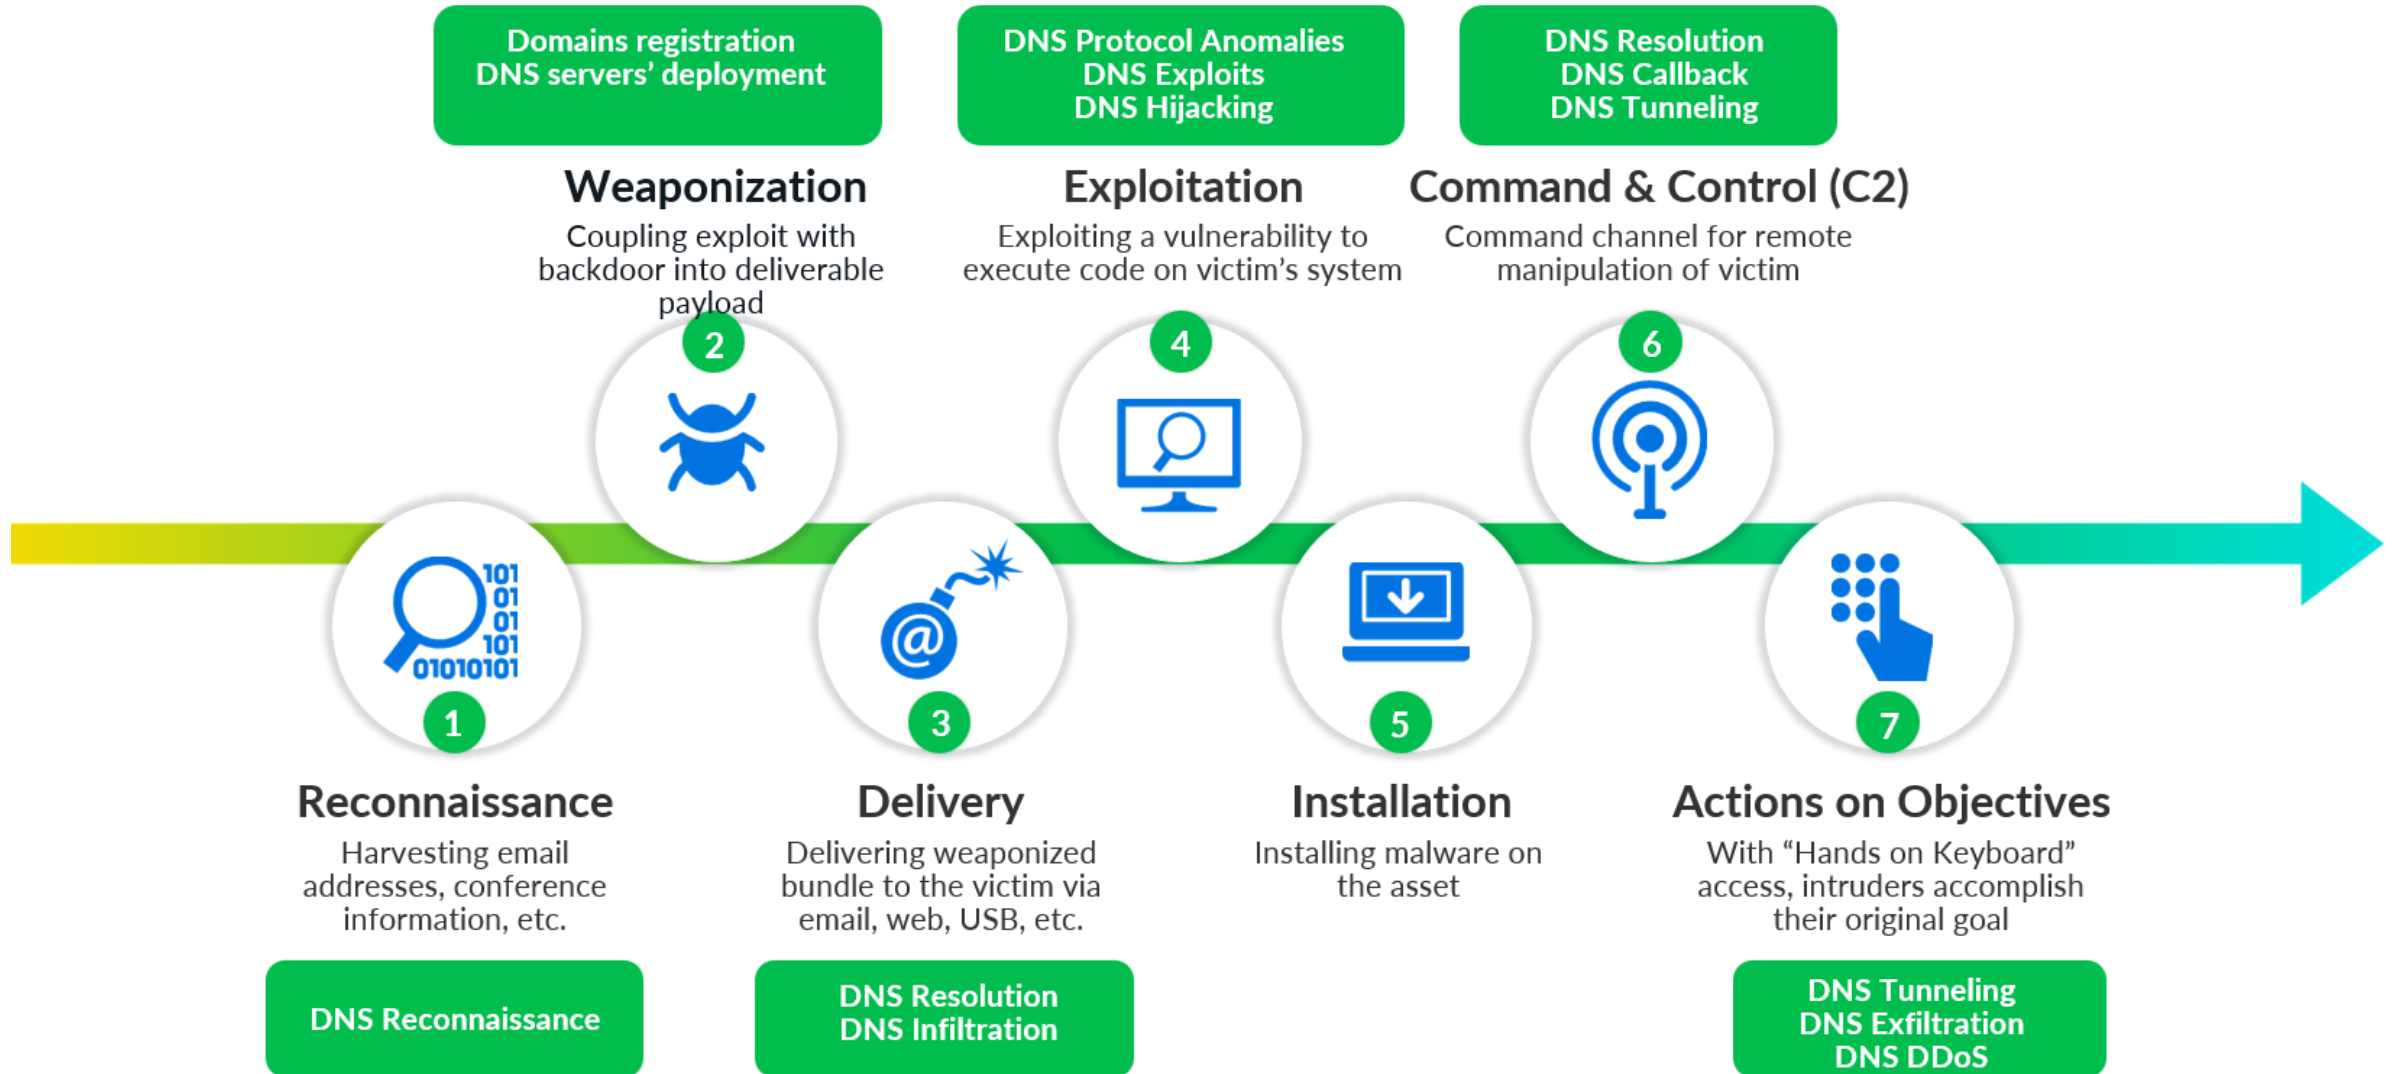 Domains registration
DNS servers’ deployment
DNS Protocol Anomalies
DNS Exploits
DNS Hijacking
DNS Resolution
DNS Callback
DNS Tunneling
Weaponization
Coupling exploit with
backdoor into deliverable
payload
Exploitation
Exploiting a vulnerability to
execute code on victim’s system
Command & Control (C2)
Command channel for remote
manipulation of victim
2
4
6
101
01
01
101
01010101
@
1
3
5
7
Reconnaissance
Harvesting email
addresses, conference
information, etc.
Delivery
Delivering weaponized
bundle to the victim via
email, web, USB, etc.
Installation
Installing malware on
the asset
Actions on Objectives
With “Hands on Keyboard”
access, intruders accomplish
their original goal
DNS Reconnaissance
DNS Resolution
DNS Infiltration
DNS Tunneling
DNS Exfiltration
DNS DDoS